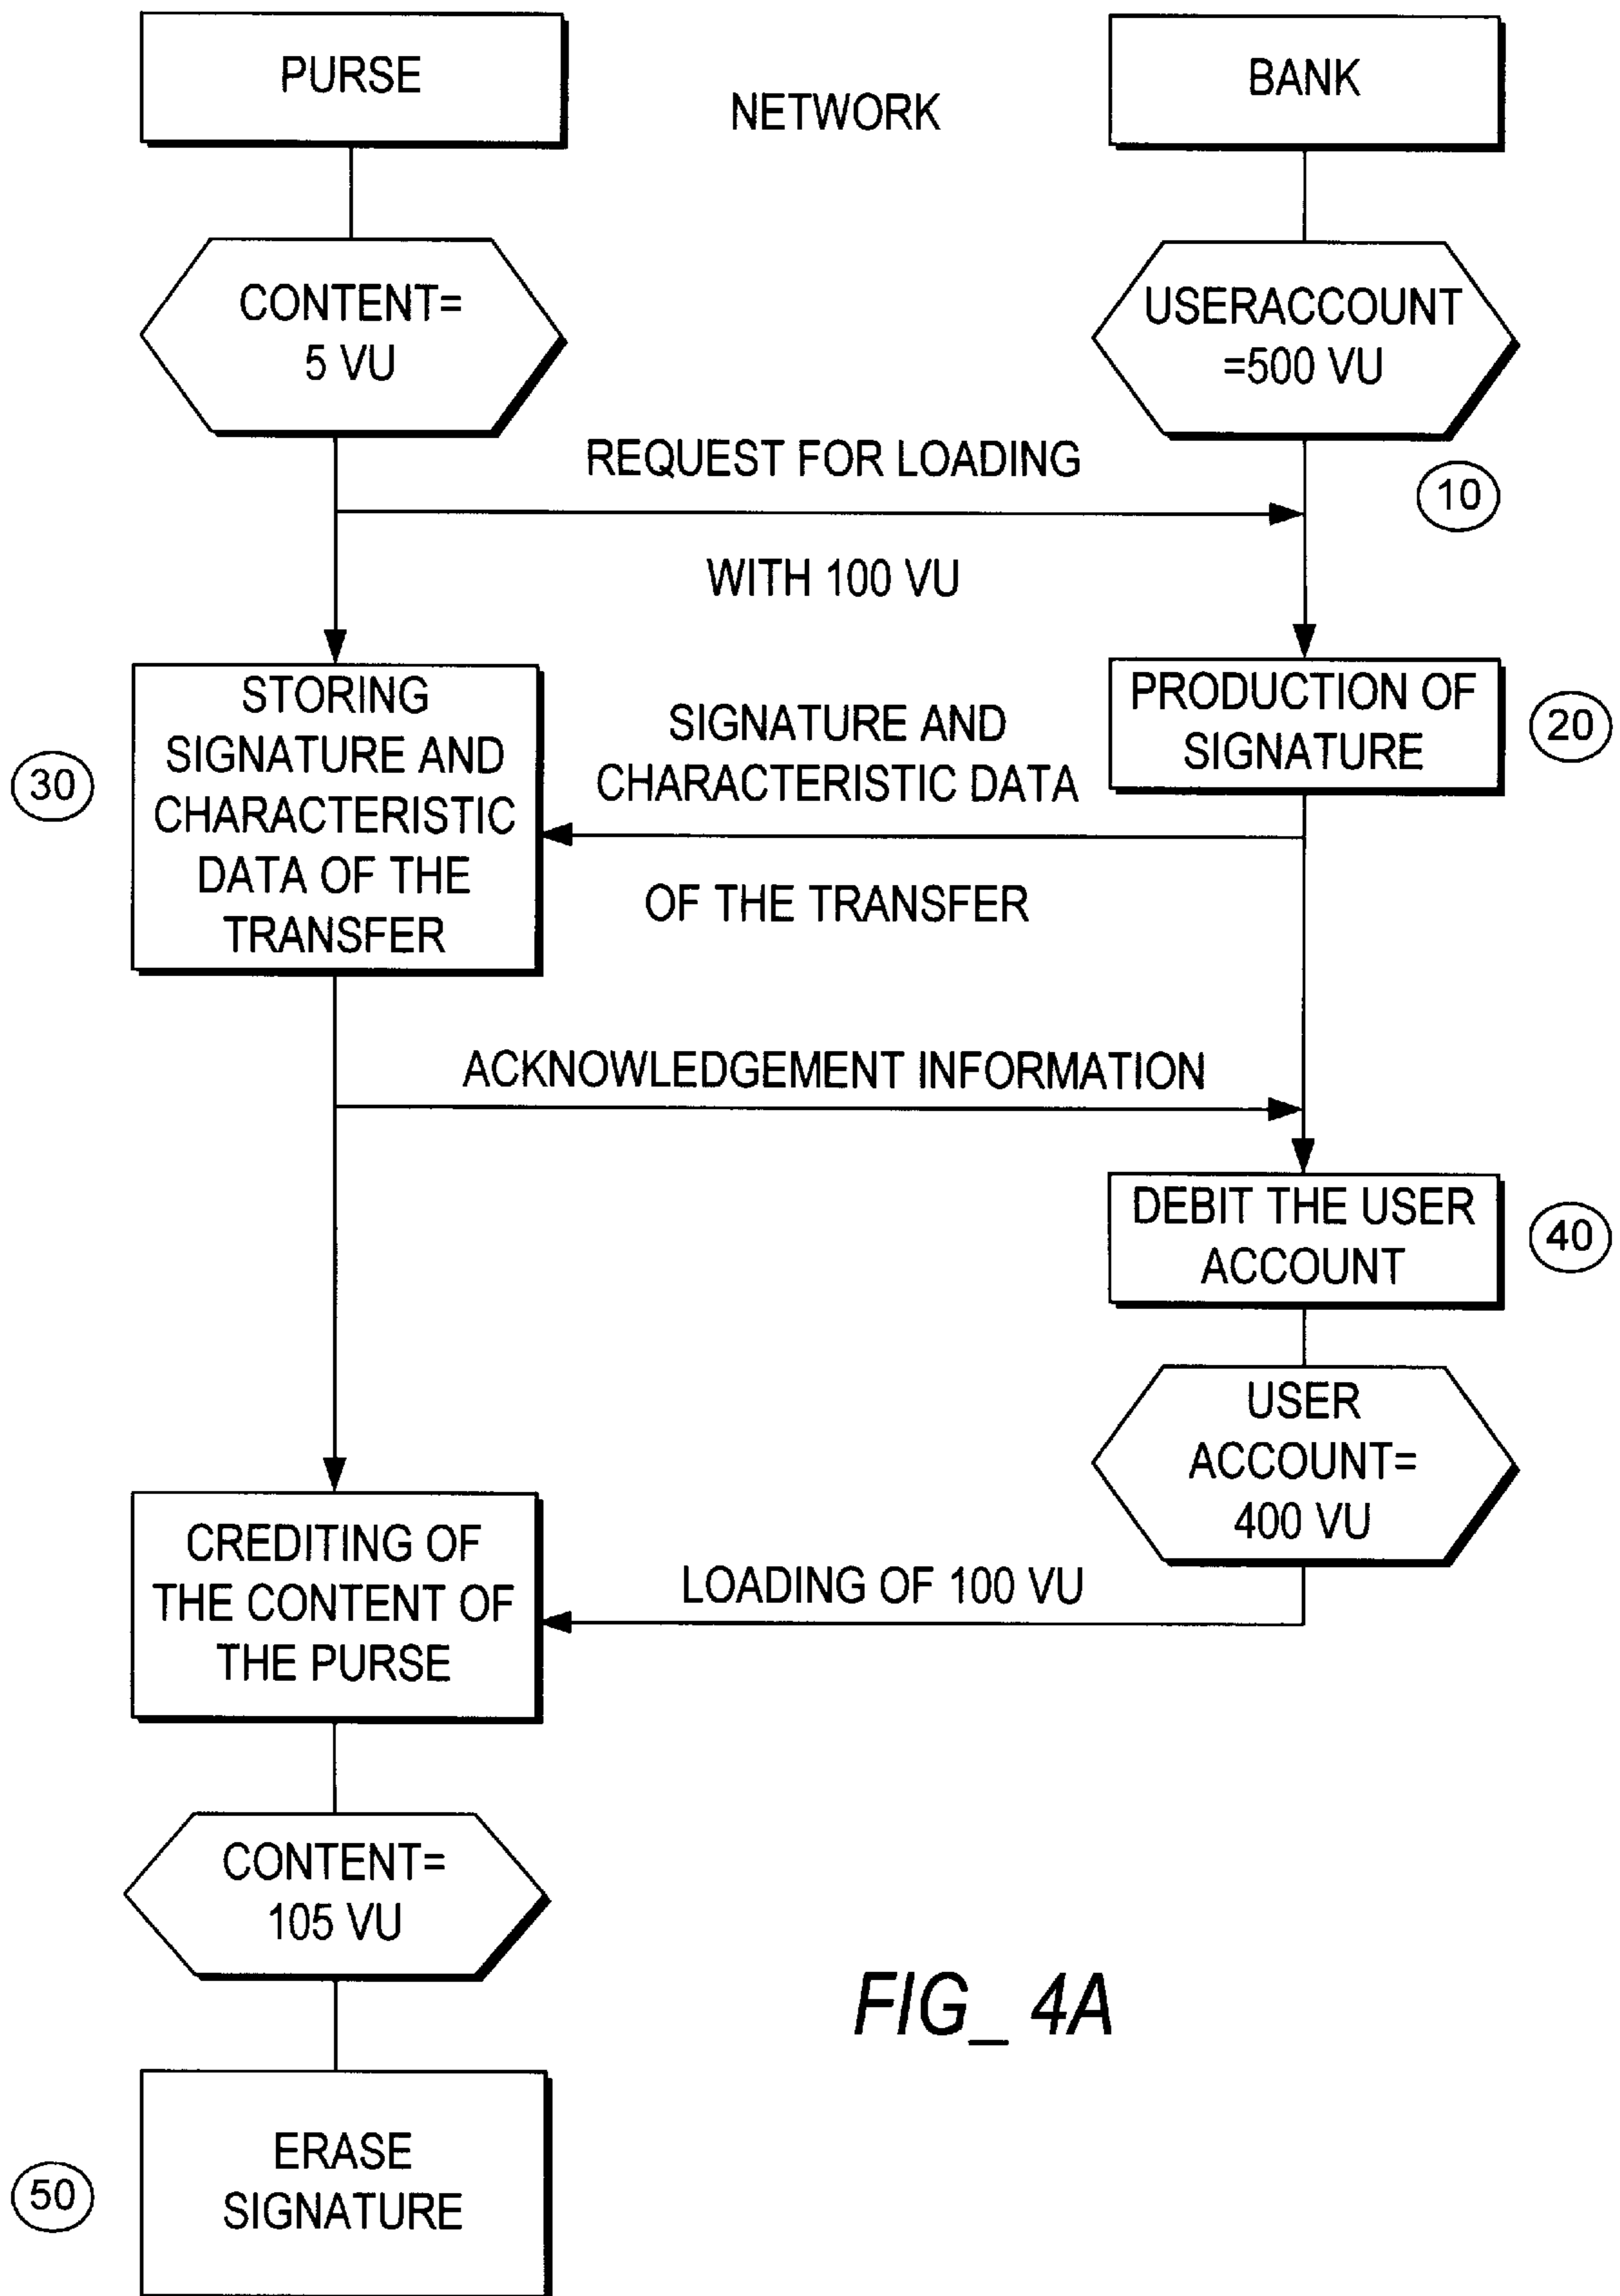 PURSE
NETWORK
BANK
CONTENT=
5 VU
USERACCOUNT
=500 VU
REQUEST FOR LOADING
10
WITH 100 VU
STORING
SIGNATURE AND
CHARACTERISTIC
DATA OF THE
TRANSFER
30
SIGNATURE AND
CHARACTERISTIC DATA
OF THE TRANSFER
PRODUCTION OF
SIGNATURE
20
ACKNOWLEDGEMENT INFORMATION
DEBIT THE USER
ACCOUNT
40
USER
ACCOUNT=
400 VU
CREDITING OF
THE CONTENT OF
THE PURSE
LOADING OF 100 VU
CONTENT=
105 VU
FIG_ 4A
ERASE
SIGNATURE
50